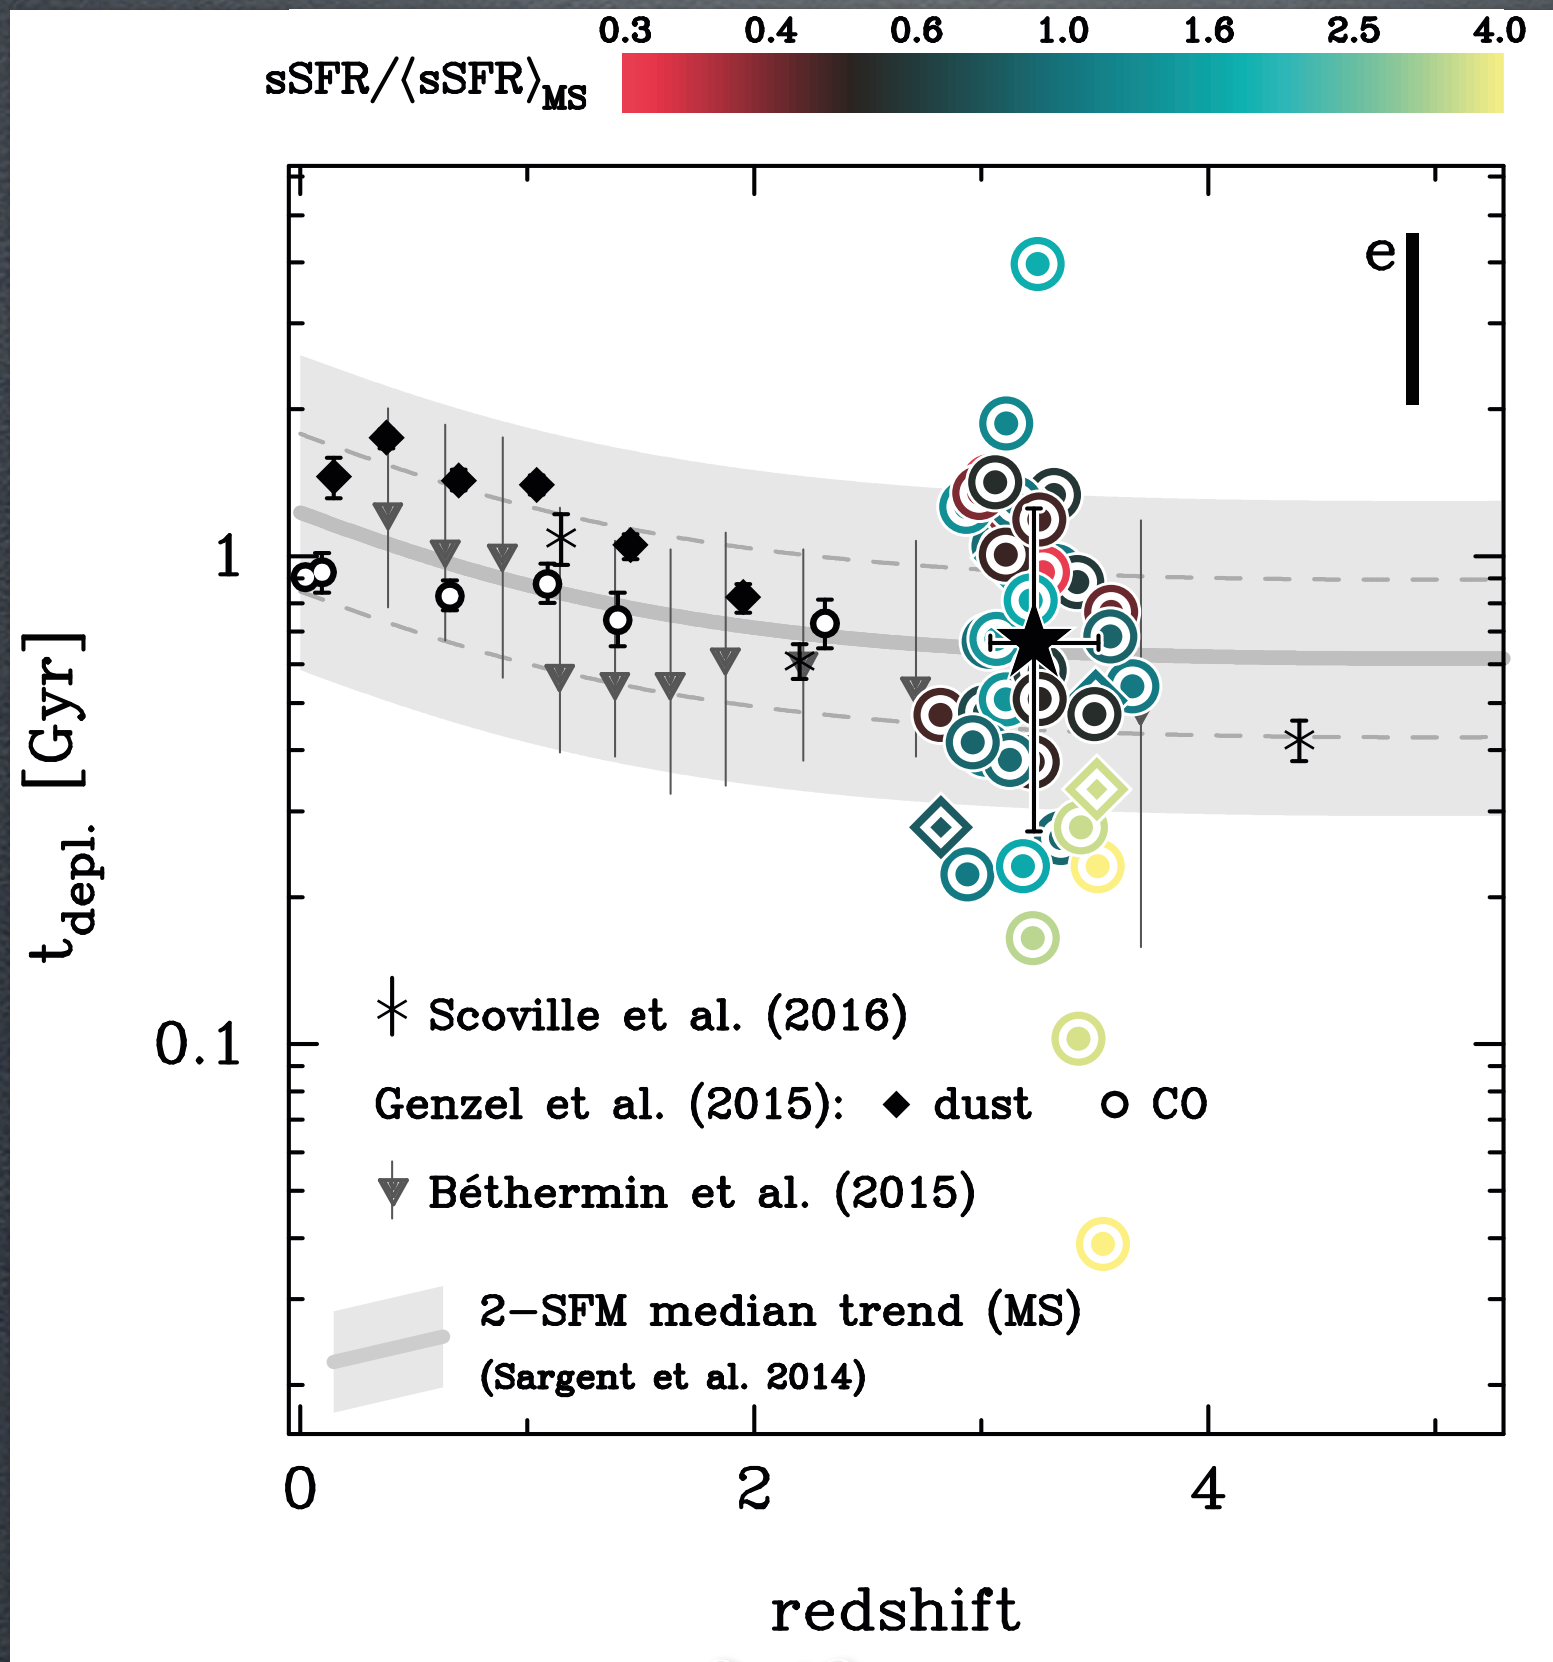 0.3 0.4 0.6 1.0 1.6 2.5 4.0
sSFR/⟨sSFR⟩MS
e
1
0.1
tdepl. [Gyr]
Scoville et al. (2016)
Genzel et al. (2015): dust CO
Béthermin et al. (2015)
2-SFM median trend (MS)
(Sargent et al. 2014)
0 2 4
redshift